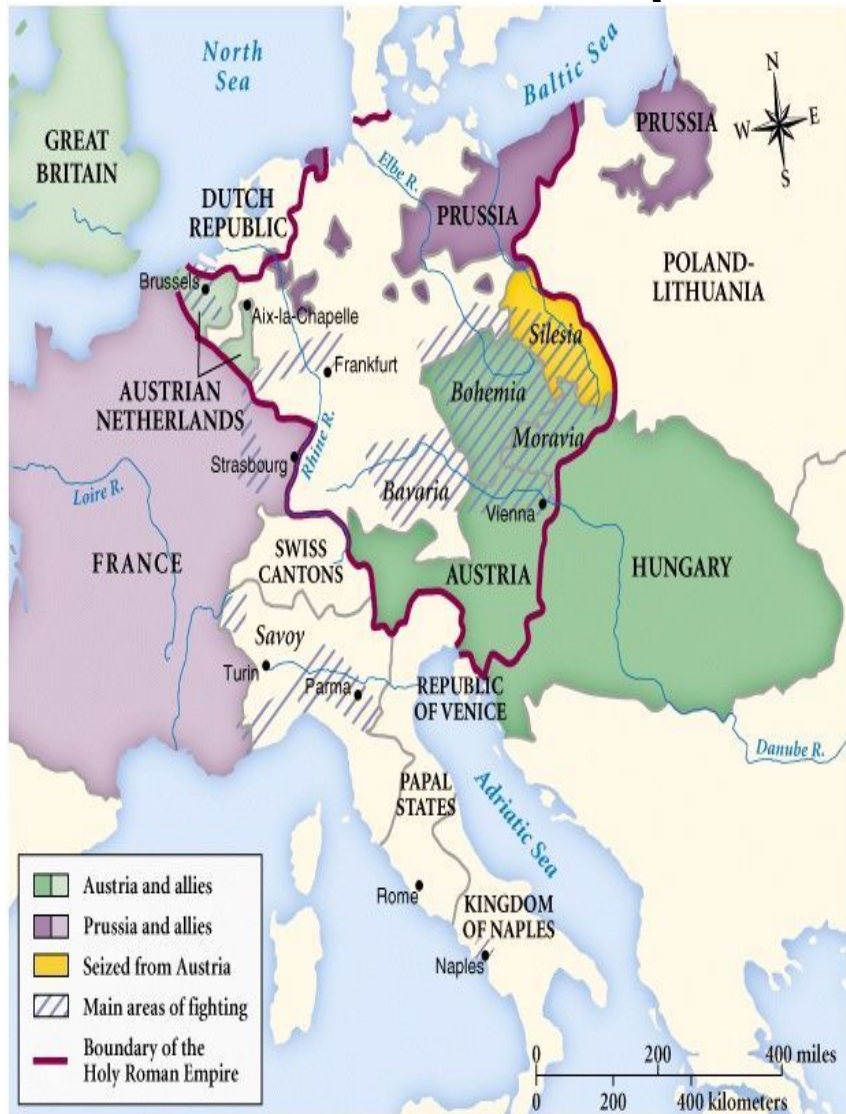 North
Sea
Baltic Sea
N
W
E
S
GREAT
BRITAIN
PRUSSIA
Elbe R.
DUTCH
REPUBLIC
PRUSSIA
POLAND-
LITHUANIA
Brussels
Aix-la-Chapelle
Silesia
Frankfurt
AUSTRIAN
NETHERLANDS
Bohemia
Moravia
Rhine R.
Strasbourg
Loire R.
Bavaria
Vienna
FRANCE
SWISS
CANTONS
AUSTRIA
HUNGARY
Savoy
Turin
Parma
REPUBLIC
OF VENICE
Danube R.
PAPAL
STATES
Adriatic Sea
Rome
KINGDOM
OF NAPLES
Naples
Austria and allies
Prussia and allies
Seized from Austria
Main areas of fighting
Boundary of the
Holy Roman Empire
0 200 400 miles
0 200 400 kilometers